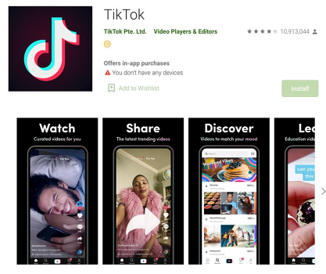 TikTok
TikTok Pte. Ltd. Video Players & Editors
10,913,044
Offers in-app purchases
You don't have any devices
Add to Wishlist
Install
Watch
Curated videos for you
Share
The latest trending videos
Discover
Videos to match your mood
Lea
Education vide